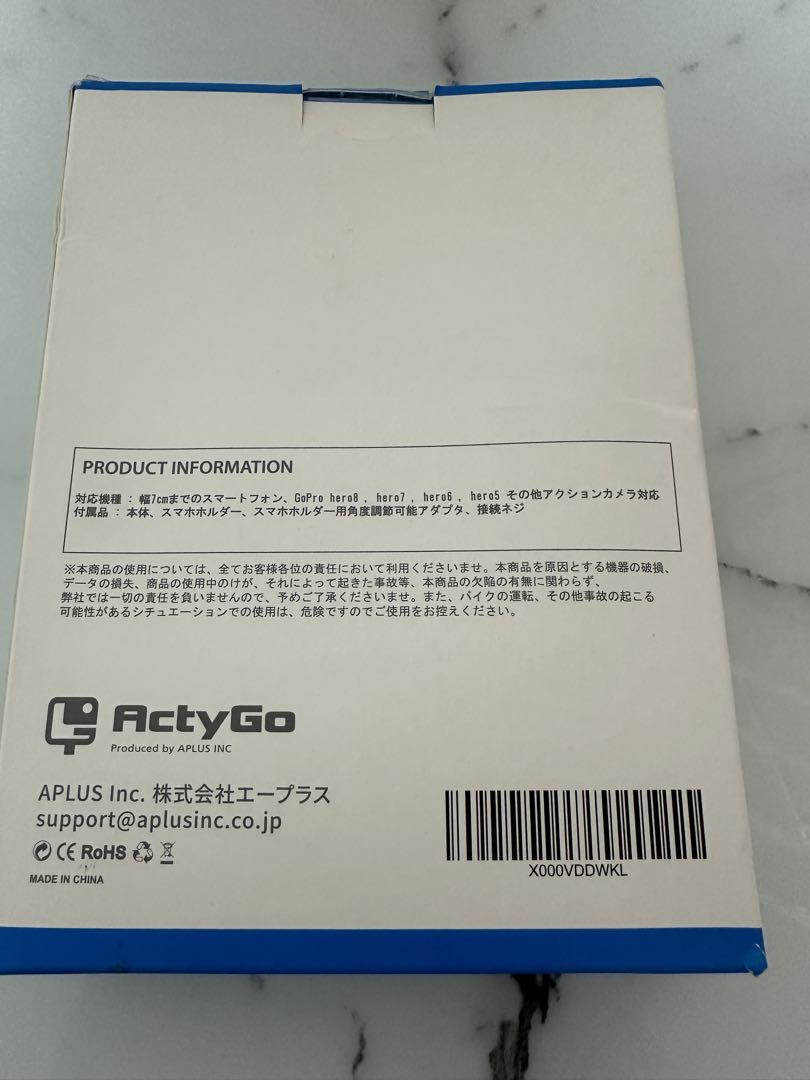 PRODUCT INFORMATION
対応機種 : 幅7cmまでのスマートフォン、GoPro hero8 , hero7 , hero6 , hero5 その他アクションカメラ対応
付属品 : 本体、スマホホルダー、スマホホルダー用角度調節可能アダプタ、接続ネジ
※本商品の使用については、全てお客様各位の責任において利用くださいませ。本商品を原因とする機器の破損、
データの損失、商品の使用中のけが、それによって起きた事故等、本商品の欠陥の有無に関わらず、
弊社では一切の責任を負いませんので、予めご了承くださいませ。また、バイクの運転、その他事故の起こる
可能性があるシチュエーションでの使用は、危険ですのでご使用をお控えください。
ActyGo
Produced by APLUS INC
APLUS Inc. 株式会社エープラス
support@aplusinc.co.jp
CE RoHS
MADE IN CHINA
X000VDDWKL